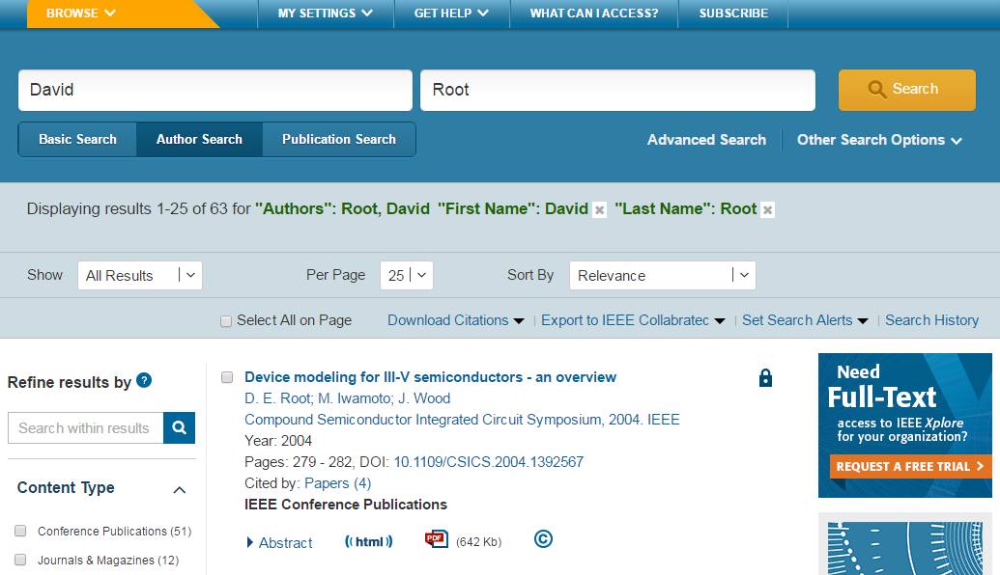 BROWSE MY SETTINGS GET HELP WHAT CAN I ACCESS? SUBSCRIBE
David Root Search
Basic Search Author Search Publication Search Advanced Search Other Search Options
Displaying results 1-25 of 63 for "Authors": Root, David "First Name": David "Last Name": Root
Show All Results Per Page 25 Sort By Relevance
Select All on Page Download Citations Export to IEEE Collabratec Set Search Alerts Search History
Refine results by ?
Search within results
Content Type
Conference Publications (51)
Journals & Magazines (12)
Device modeling for III-V semiconductors - an overview
D. E. Root; M. Iwamoto; J. Wood
Compound Semiconductor Integrated Circuit Symposium, 2004. IEEE
Year: 2004
Pages: 279 - 282, DOI: 10.1109/CSICS.2004.1392567
Cited by: Papers (4)
IEEE Conference Publications
Abstract ((html)) PDF (642 Kb) ©
Need
Full-Text
access to IEEE Xplore
for your organization?
REQUEST A FREE TRIAL >